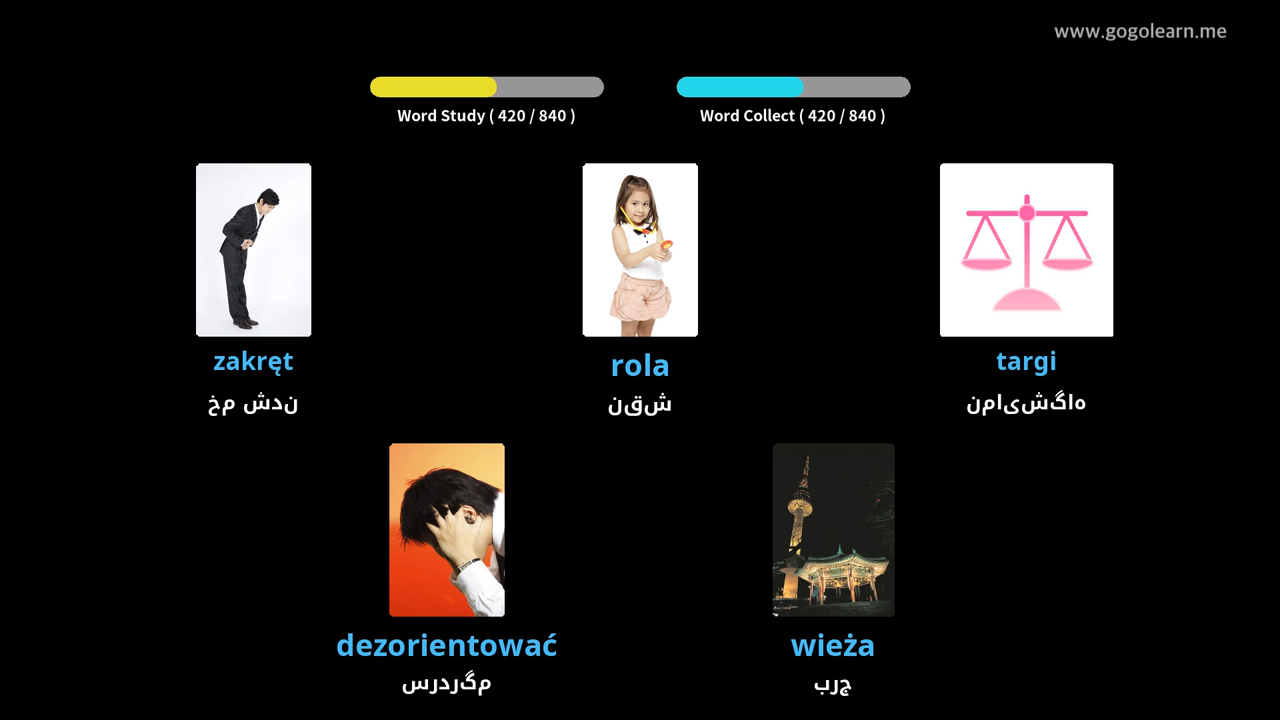 www.gogolearn.me
Word Study ( 420 / 840 )
Word Collect ( 420 / 840 )
zakręt
ندش مخ
rola
شقن
targi
هاگشیامن
dezorientować
مگردرس
wieża
جرب